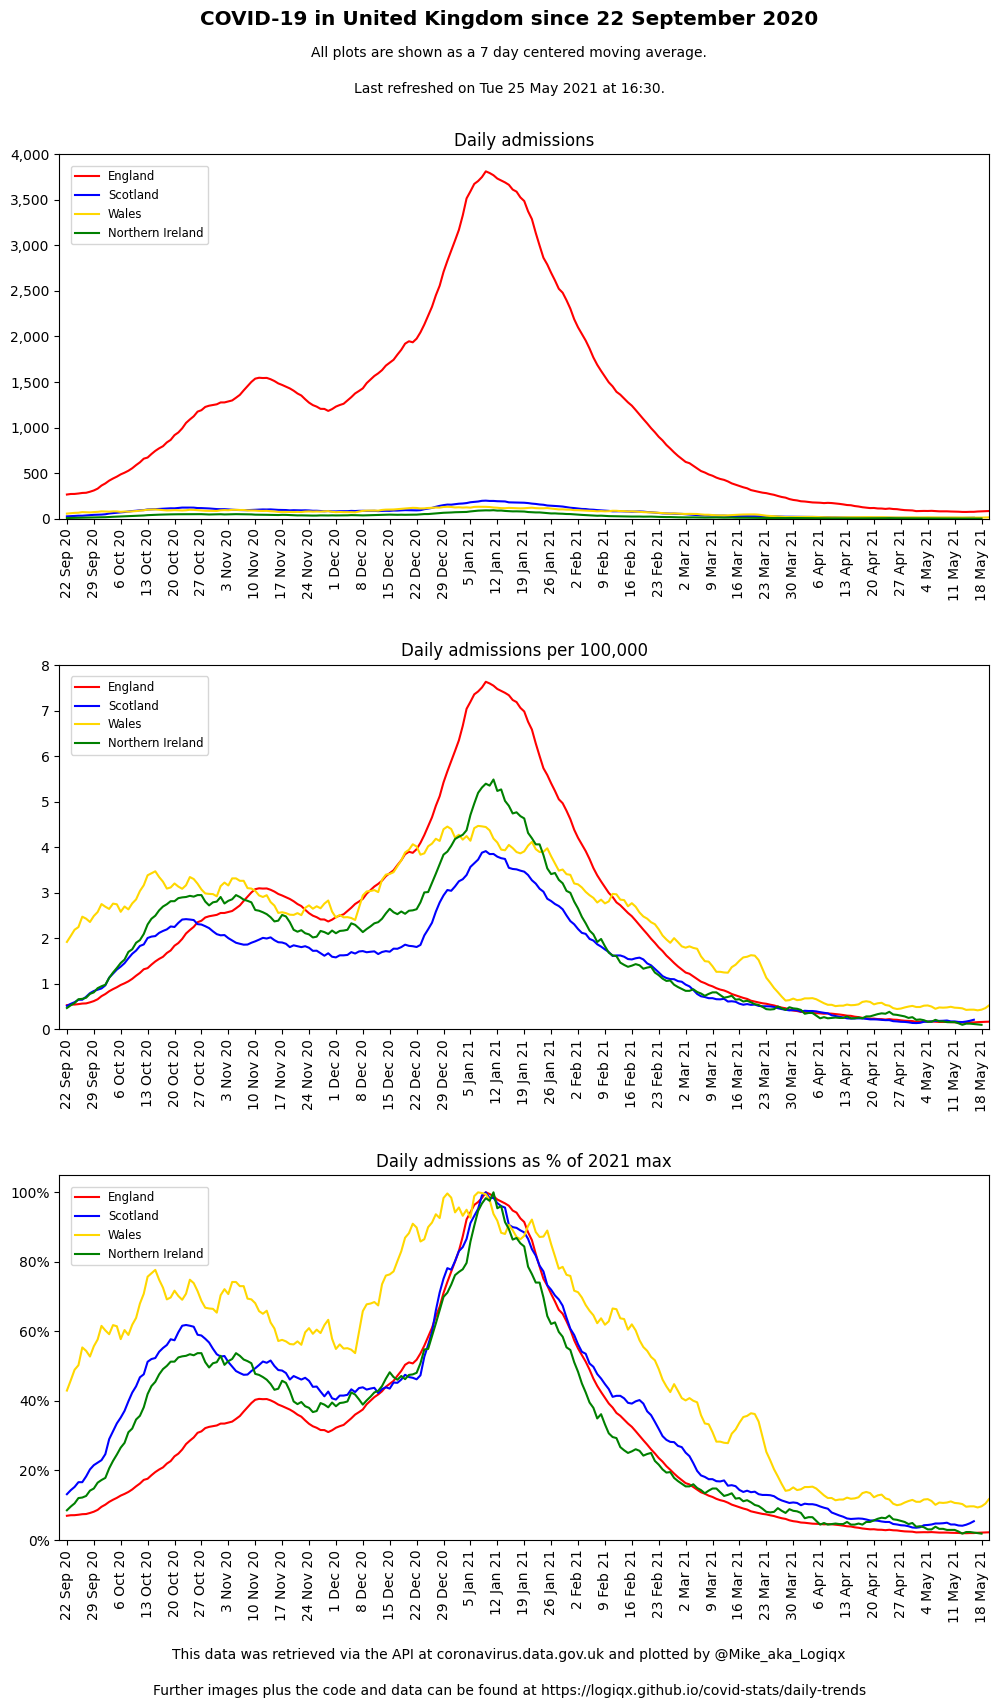 COVID-19 in United Kingdom since 22 September 2020
All plots are shown as a 7 day centered moving average.
Last refreshed on Tue 25 May 2021 at 16:30.
Daily admissions
4,000
3,500
3,000
2,500
2,000
1,500
1,000
500
0
England
Scotland
Wales
Northern Ireland
22 Sep 20
29 Sep 20
6 Oct 20
13 Oct 20
20 Oct 20
27 Oct 20
3 Nov 20
10 Nov 20
17 Nov 20
24 Nov 20
1 Dec 20
8 Dec 20
15 Dec 20
22 Dec 20
29 Dec 20
5 Jan 21
12 Jan 21
19 Jan 21
26 Jan 21
2 Feb 21
9 Feb 21
16 Feb 21
23 Feb 21
2 Mar 21
9 Mar 21
16 Mar 21
23 Mar 21
30 Mar 21
6 Apr 21
13 Apr 21
20 Apr 21
27 Apr 21
4 May 21
11 May 21
18 May 21
Daily admissions per 100,000
8
7
6
5
4
3
2
1
0
England
Scotland
Wales
Northern Ireland
22 Sep 20
29 Sep 20
6 Oct 20
13 Oct 20
20 Oct 20
27 Oct 20
3 Nov 20
10 Nov 20
17 Nov 20
24 Nov 20
1 Dec 20
8 Dec 20
15 Dec 20
22 Dec 20
29 Dec 20
5 Jan 21
12 Jan 21
19 Jan 21
26 Jan 21
2 Feb 21
9 Feb 21
16 Feb 21
23 Feb 21
2 Mar 21
9 Mar 21
16 Mar 21
23 Mar 21
30 Mar 21
6 Apr 21
13 Apr 21
20 Apr 21
27 Apr 21
4 May 21
11 May 21
18 May 21
Daily admissions as % of 2021 max
100%
80%
60%
40%
20%
0%
England
Scotland
Wales
Northern Ireland
22 Sep 20
29 Sep 20
6 Oct 20
13 Oct 20
20 Oct 20
27 Oct 20
3 Nov 20
10 Nov 20
17 Nov 20
24 Nov 20
1 Dec 20
8 Dec 20
15 Dec 20
22 Dec 20
29 Dec 20
5 Jan 21
12 Jan 21
19 Jan 21
26 Jan 21
2 Feb 21
9 Feb 21
16 Feb 21
23 Feb 21
2 Mar 21
9 Mar 21
16 Mar 21
23 Mar 21
30 Mar 21
6 Apr 21
13 Apr 21
20 Apr 21
27 Apr 21
4 May 21
11 May 21
18 May 21
This data was retrieved via the API at coronavirus.data.gov.uk and plotted by @Mike_aka_Logiqx
Further images plus the code and data can be found at https://logiqx.github.io/covid-stats/daily-trends